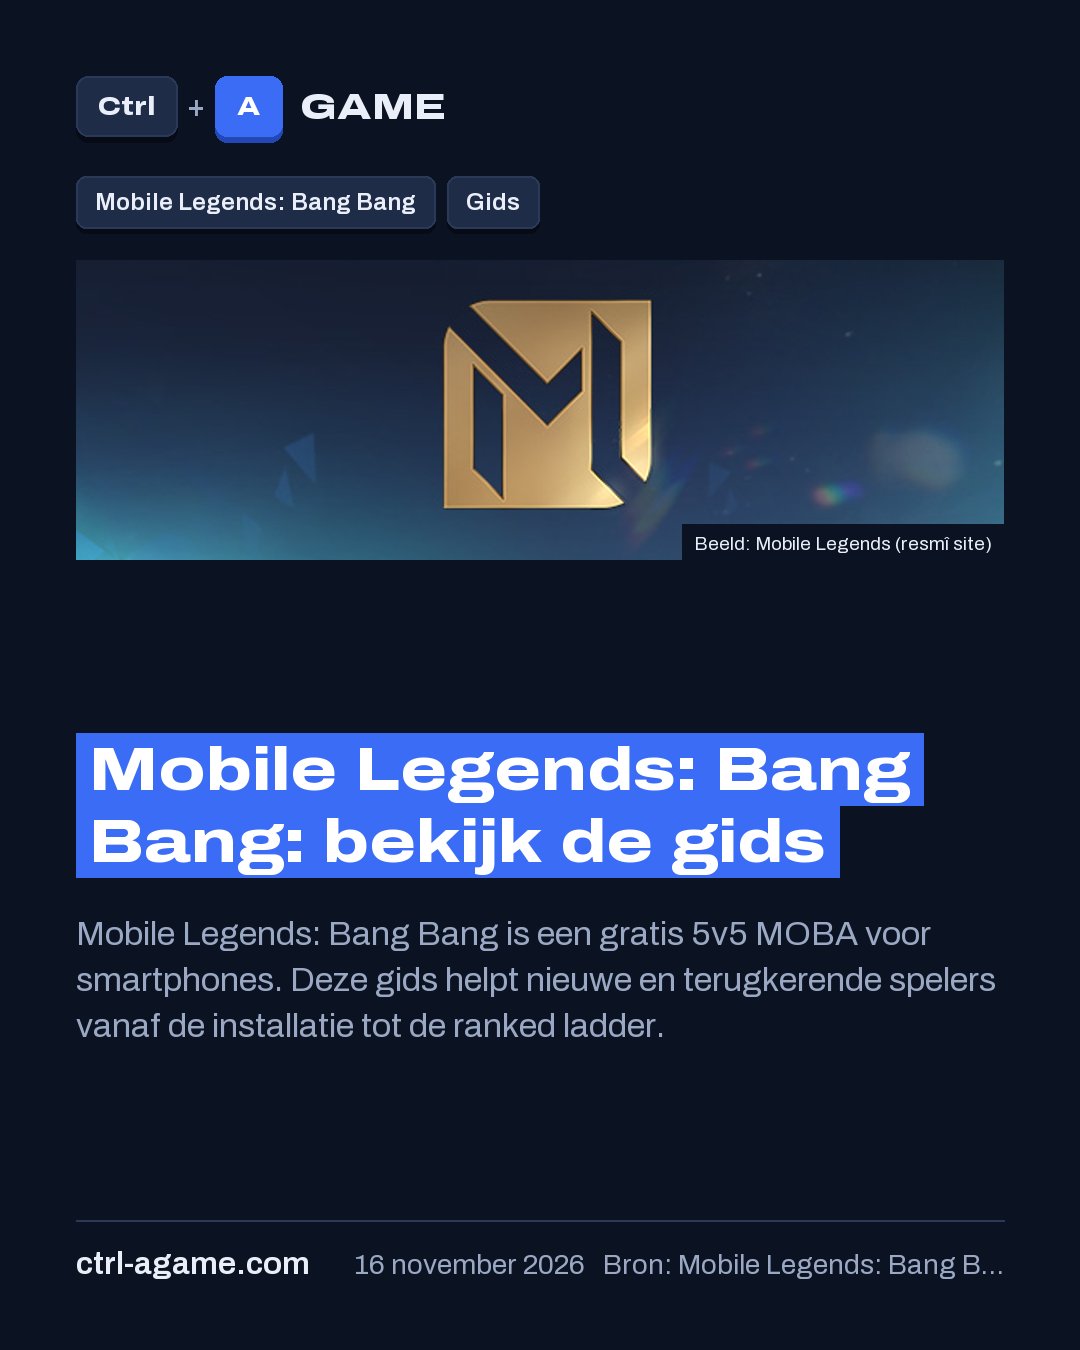 Ctrl + A GAME
Mobile Legends: Bang Bang Gids
Beeld: Mobile Legends (resmî site)
Mobile Legends: Bang
Bang: bekijk de gids
Mobile Legends: Bang Bang is een gratis 5v5 MOBA voor
smartphones. Deze gids helpt nieuwe en terugkerende spelers
vanaf de installatie tot de ranked ladder.
ctrl-agame.com 16 november 2026 Bron: Mobile Legends: Bang B...